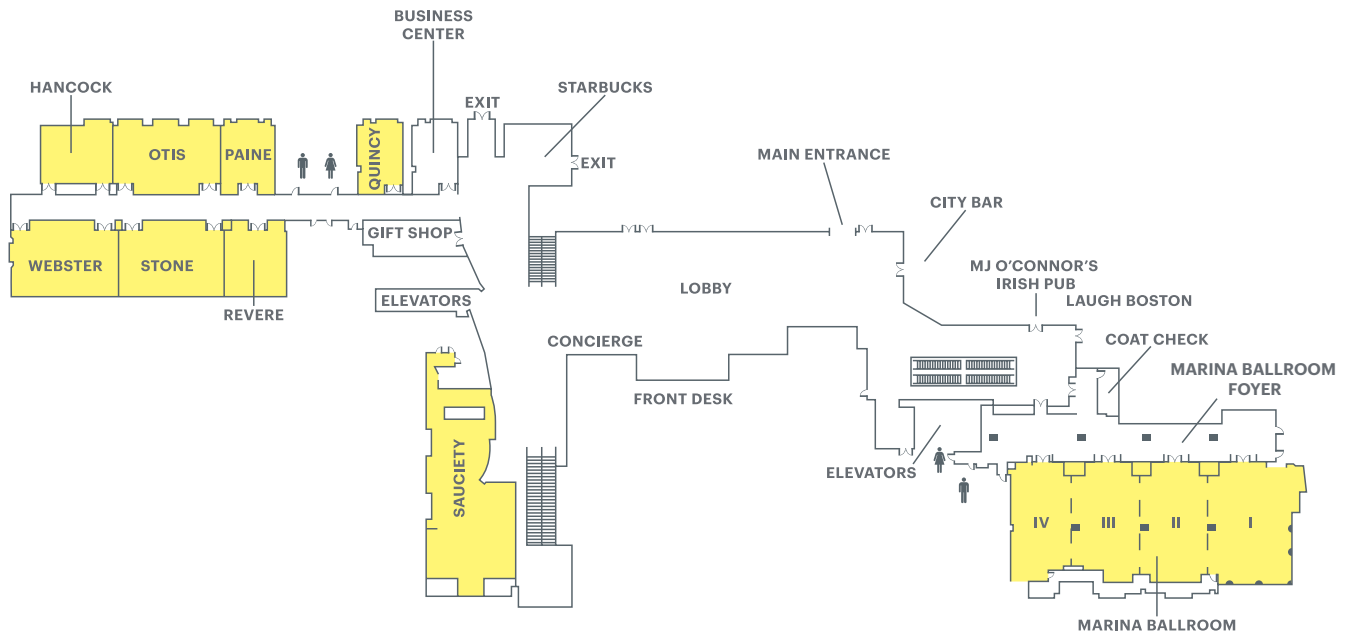 BUSINESS
CENTER
HANCOCK
EXIT
STARBUCKS
OTIS
PAINE
QUINCY
EXIT
MAIN ENTRANCE
CITY BAR
GIFT SHOP
WEBSTER
STONE
MJ O'CONNOR'S
IRISH PUB
LOBBY
ELEVATORS
LAUGH BOSTON
REVERE
CONCIERGE
COAT CHECK
MARINA BALLROOM
FOYER
FRONT DESK
SAUCIETY
ELEVATORS
IV
III
II
I
MARINA BALLROOM